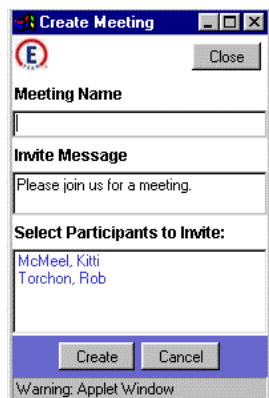 Create Meeting
E
Close
Meeting Name
Invite Message
Please join us for a meeting.
Select Participants to Invite:
McMeel, Kitti
Torchon, Rob
Create Cancel
Warning: Applet Window